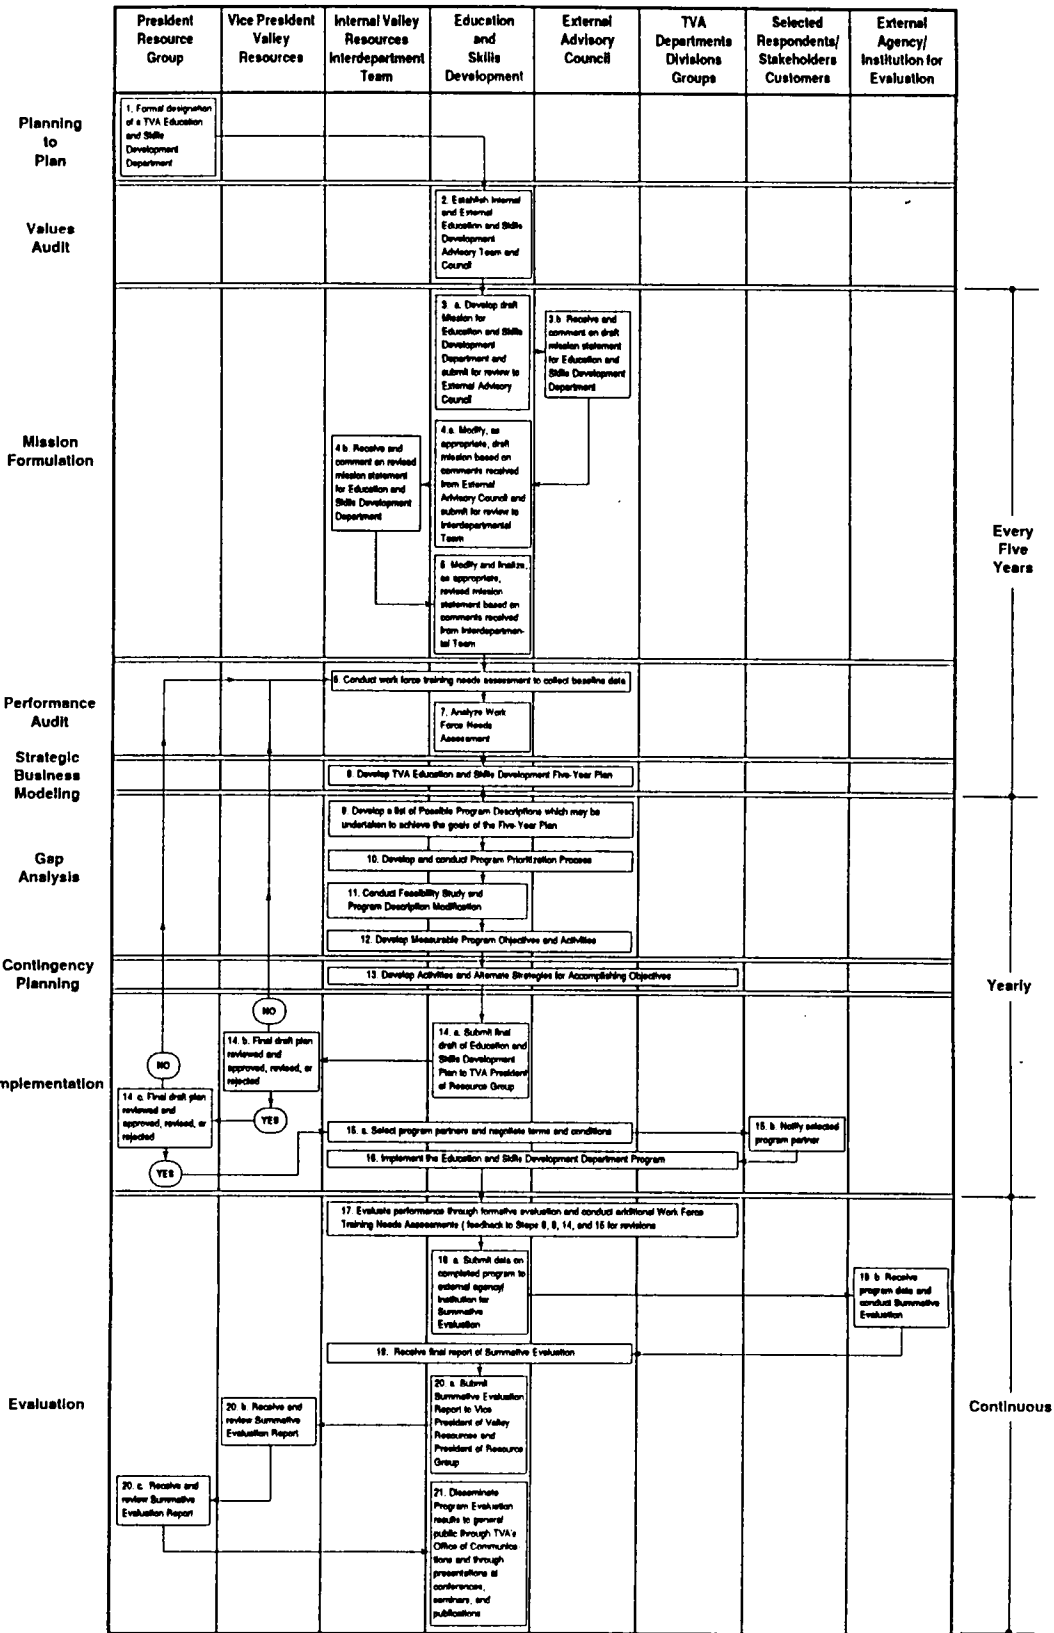 President
Resource
Group
Vice President
Valley
Resources
Internal Valley
Resources
Interdepartment
Team
Education
and
Skills
Development
External
Advisory
Council
TVA
Departments
Divisions
Groups
Selected
Respondents/
Stakeholders
Customers
External
Agency/
Institution for
Evaluation
Planning
to
Plan
1. Formal designation
of a TVA Education
and Skills
Development
Department
Values
Audit
2. Establish Internal
and External
Education and Skills
Development
Advisory Team and
Council
Mission
Formulation
3. a. Develop draft
Mission for
Education and Skills
Development
Department and
submit for review to
External Advisory
Council
3.b. Receive and
comment on draft
mission statement
for Education and
Skills Development
Department
4.a. Modify, as
appropriate, draft
mission based on
comments received
from External
Advisory Council and
submit for review to
Interdepartmental
Team
4.b. Receive and
comment on revised
mission statement
for Education and
Skills Development
Department
5. Modify and finalize,
as appropriate,
revised mission
statement based on
comments received
from Interdepartmen-
tal Team
Every
Five
Years
Performance
Audit
6. Conduct work force training needs assessment to collect baseline data
7. Analyze Work
Force Needs
Assessment
Strategic
Business
Modeling
8. Develop TVA Education and Skills Development Five-Year Plan
Gap
Analysis
9. Develop a list of Possible Program Descriptions which may be
undertaken to achieve the goals of the Five-Year Plan
10. Develop and conduct Program Prioritization Process
11. Conduct Feasibility Study and
Program Description Modification
12. Develop Measurable Program Objectives and Activities
Contingency
Planning
13. Develop Activities and Alternate Strategies for Accomplishing Objectives
Yearly
mplementation
14. a. Submit final
draft of Education and
Skills Development
Plan to TVA President
of Resource Group
NO
14. b. Final draft plan
reviewed and
approved, revised, or
rejected
YES
NO
14. c. Final draft plan
reviewed and
approved, revised, or
rejected
YES
15. a. Select program partners and negotiate terms and conditions
15. b. Notify selected
program partner
16. Implement the Education and Skills Development Department Program
Evaluation
17. Evaluate performance through formative evaluation and conduct additional Work Force
Training Needs Assessments ( feedback to Steps 6, 8, 14, and 15 for revisions
18. a. Submit data on
completed program to
external agency/
Institution for
Summative
Evaluation
18. b. Receive
program data and
conduct Summative
Evaluation
19. Receive final report of Summative Evaluation
20. a. Submit
Summative Evaluation
Report to Vice
President of Valley
Resources and
President of Resource
Group
20. b. Receive and
review Summative
Evaluation Report
20. c. Receive and
review Summative
Evaluation Report
21. Disseminate
Program Evaluation
results to general
public through TVA's
Office of Communica
tions and through
presentations at
conferences,
seminars, and
publications
Continuous